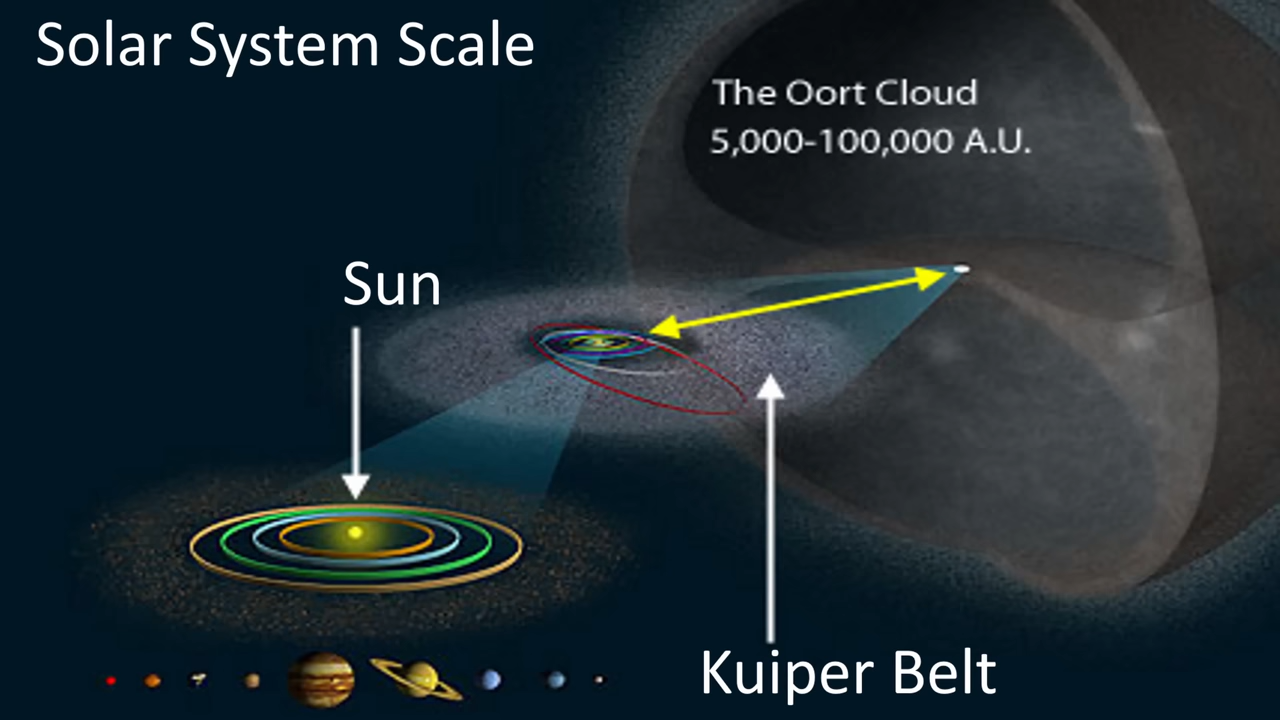 Solar System Scale
The Oort Cloud
5,000-100,000 A.U.
Sun
Kuiper Belt